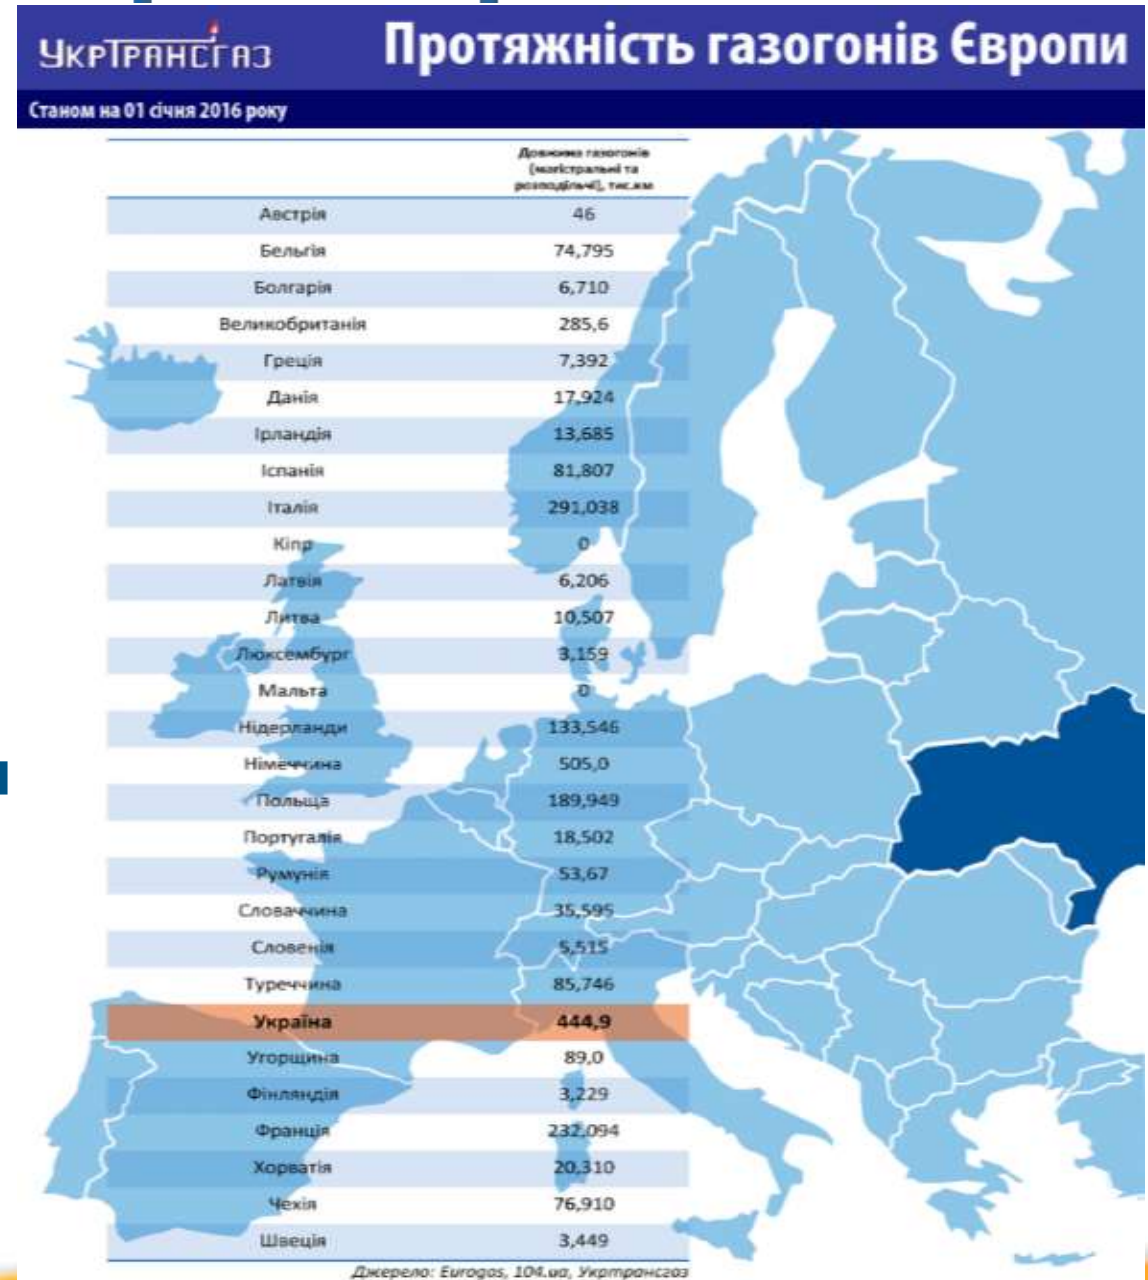 УКРТРАНСГАЗ
Протяжність газогонів Європи
Станом на 01 січня 2016 року
Довжина газогонів
(магістральні та
розподільчі), тис.км
Австрія 46
Бельгія 74,795
Болгарія 6,710
Великобританія 285,6
Греція 7,392
Данія 17,924
Ірландія 13,685
Іспанія 81,807
Італія 291,038
Кіпр 0
Латвія 6,206
Литва 10,507
Люксембург 3,159
Мальта 0
Нідерланди 133,546
Німеччина 505,0
Польща 189,949
Португалія 18,502
Румунія 53,67
Словаччина 35,595
Словенія 5,515
Туреччина 85,746
Україна 444,9
Угорщина 89,0
Фінляндія 3,229
Франція 232,094
Хорватія 20,310
Чехія 76,910
Швеція 3,449
Джерело: Eurogas, 104.ua, Укртрансгаз